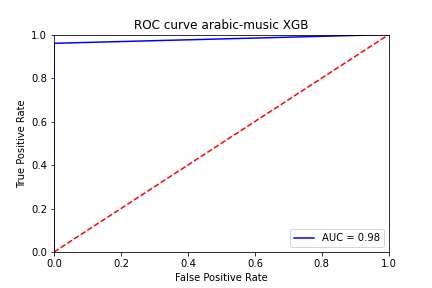 ROC curve arabic-music XGB
1.0
0.8
0.6
0.4
0.2
0.0
True Positive Rate
AUC = 0.98
0.0 0.2 0.4 0.6 0.8 1.0
False Positive Rate